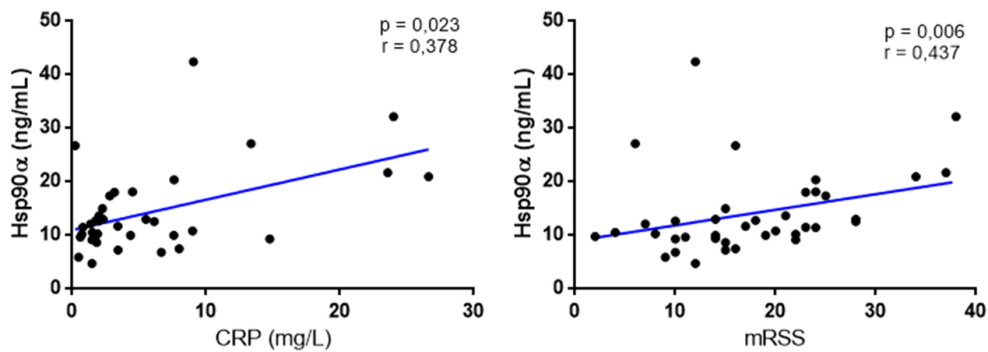 50
40
30
20
10
0
Hsp90α (ng/mL)
p = 0,023
r = 0,378
0 10 20 30
CRP (mg/L)
50
40
30
20
10
0
Hsp90α (ng/mL)
p = 0,006
r = 0,437
0 10 20 30 40
mRSS